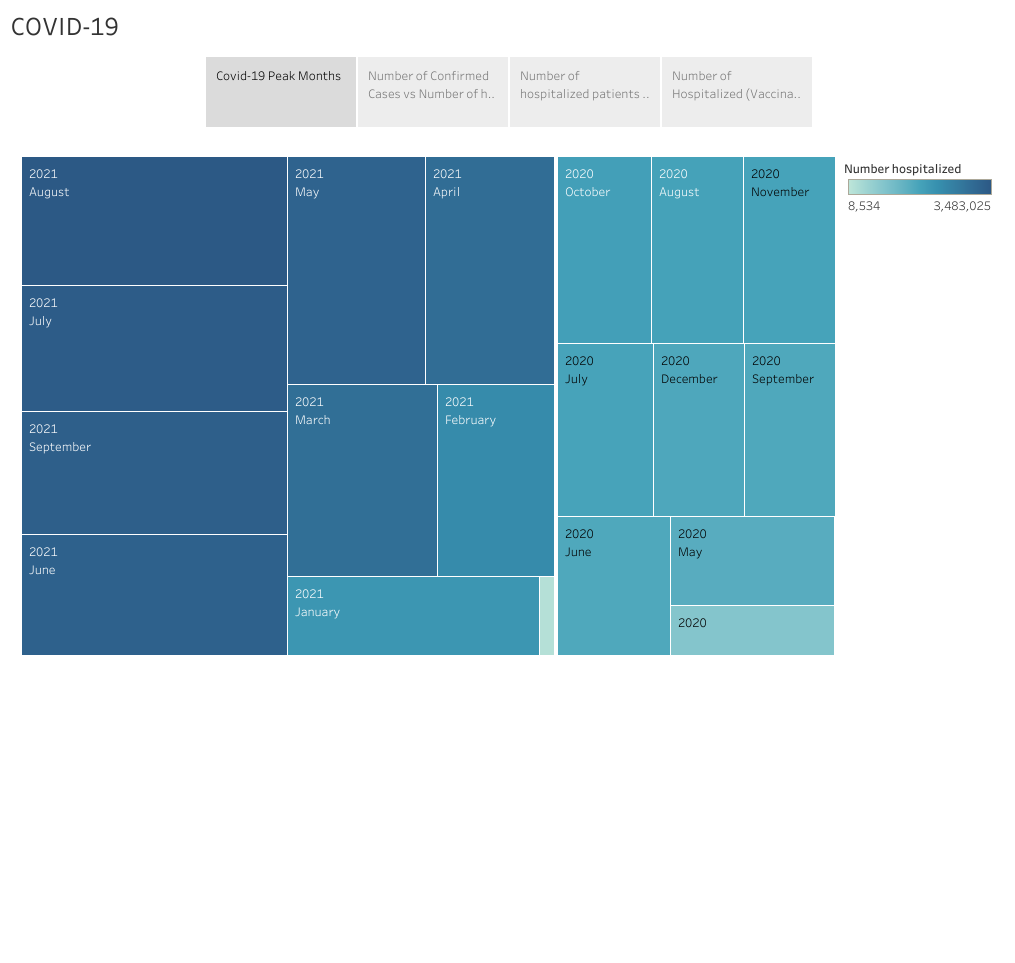 COVID-19
Covid-19 Peak Months
Number of Confirmed
Cases vs Number of h..
Number of
hospitalized patients ..
Number of
Hospitalized (Vaccina..
2021
August
2021
July
2021
September
2021
June
2021
May
2021
April
2021
March
2021
February
2021
January
2020
October
2020
August
2020
November
2020
July
2020
December
2020
September
2020
June
2020
May
2020
Number hospitalized
8,534
3,483,025